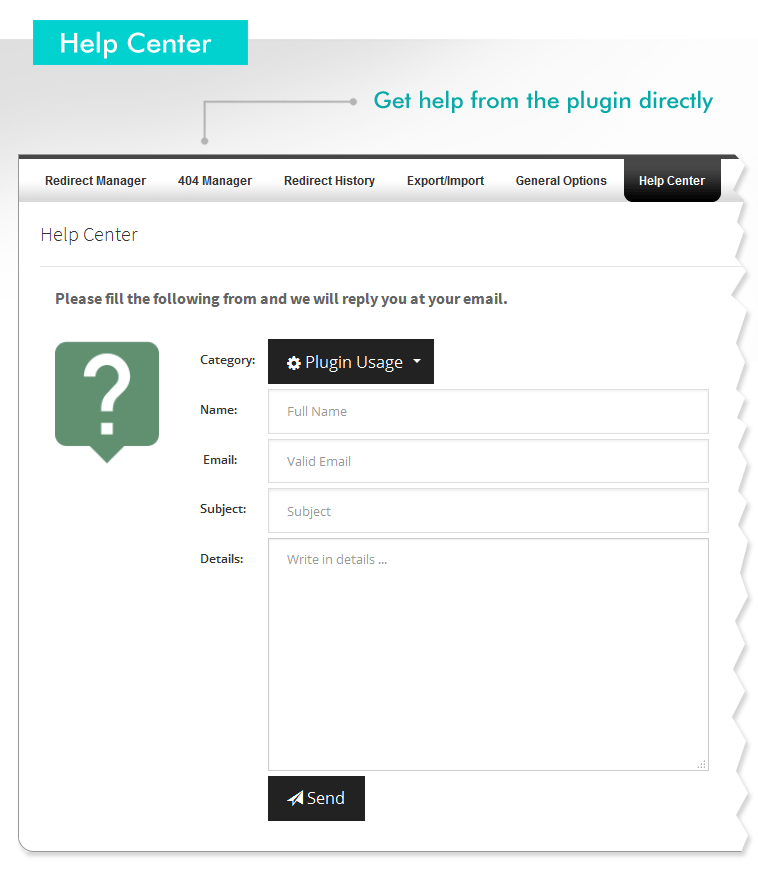 Help Center
Get help from the plugin directly
Redirect Manager 404 Manager Redirect History Export/Import General Options Help Center
Help Center
Please fill the following from and we will reply you at your email.
?
Category: Plugin Usage
Name: Full Name
Email: Valid Email
Subject: Subject
Details: Write in details ...
Send